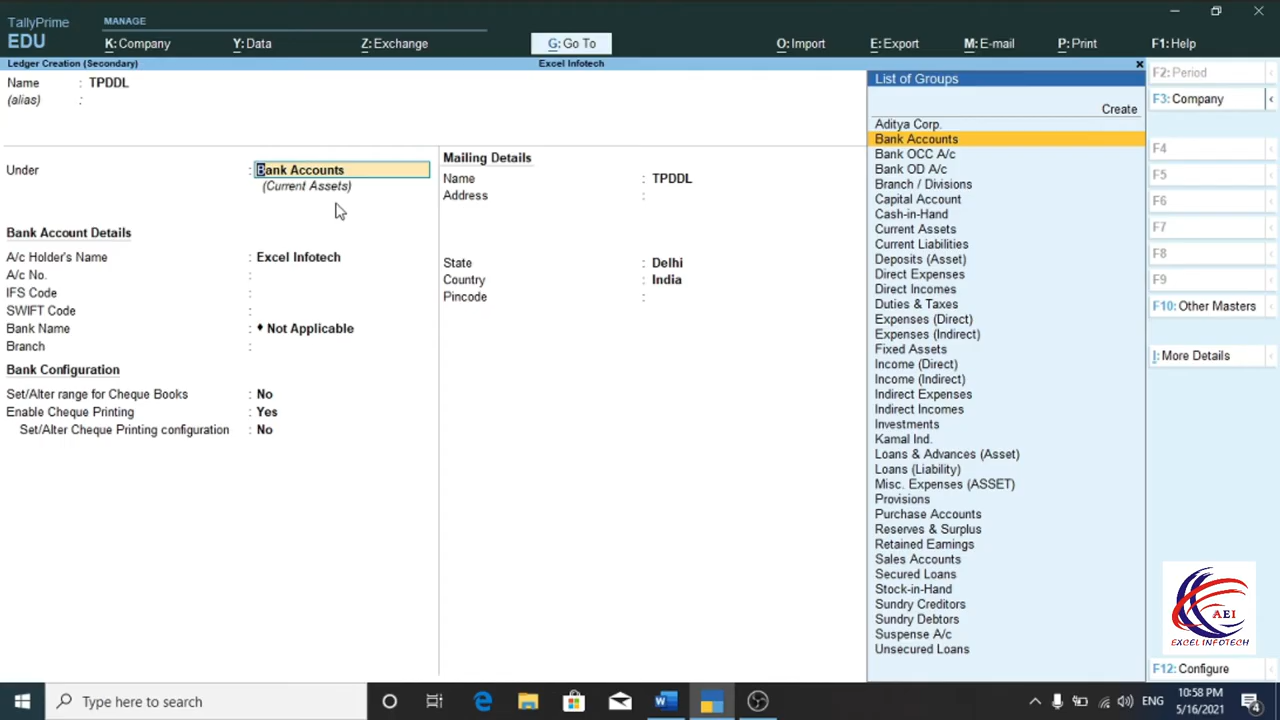 TallyPrime
EDU
MANAGE
K: Company
Y: Data
Z: Exchange
G: Go To
O: Import
E: Export
M: E-mail
P: Print
F1: Help
Ledger Creation (Secondary)
Excel Infotech
Name : TPDDL
(alias) :
Under : Bank Accounts
(Current Assets)
Bank Account Details
A/c Holder's Name : Excel Infotech
A/c No. :
IFS Code :
SWIFT Code :
Bank Name : ♦ Not Applicable
Branch :
Bank Configuration
Set/Alter range for Cheque Books : No
Enable Cheque Printing : Yes
Set/Alter Cheque Printing configuration : No
Mailing Details
Name : TPDDL
Address :
State : Delhi
Country : India
Pincode :
List of Groups
Create
Aditya Corp.
Bank Accounts
Bank OCC A/c
Bank OD A/c
Branch / Divisions
Capital Account
Cash-in-Hand
Current Assets
Current Liabilities
Deposits (Asset)
Direct Expenses
Direct Incomes
Duties & Taxes
Expenses (Direct)
Expenses (Indirect)
Fixed Assets
Income (Direct)
Income (Indirect)
Indirect Expenses
Indirect Incomes
Investments
Kamal Ind.
Loans & Advances (Asset)
Loans (Liability)
Misc. Expenses (ASSET)
Provisions
Purchase Accounts
Reserves & Surplus
Retained Earnings
Sales Accounts
Secured Loans
Stock-in-Hand
Sundry Creditors
Sundry Debtors
Suspense A/c
Unsecured Loans
F2: Period
F3: Company
F4
F5
F6
F7
F8
F9
F10: Other Masters
I: More Details
AEI
EXCEL INFOTECH
F12: Configure
Type here to search
ENG
10:58 PM
5/16/2021
4